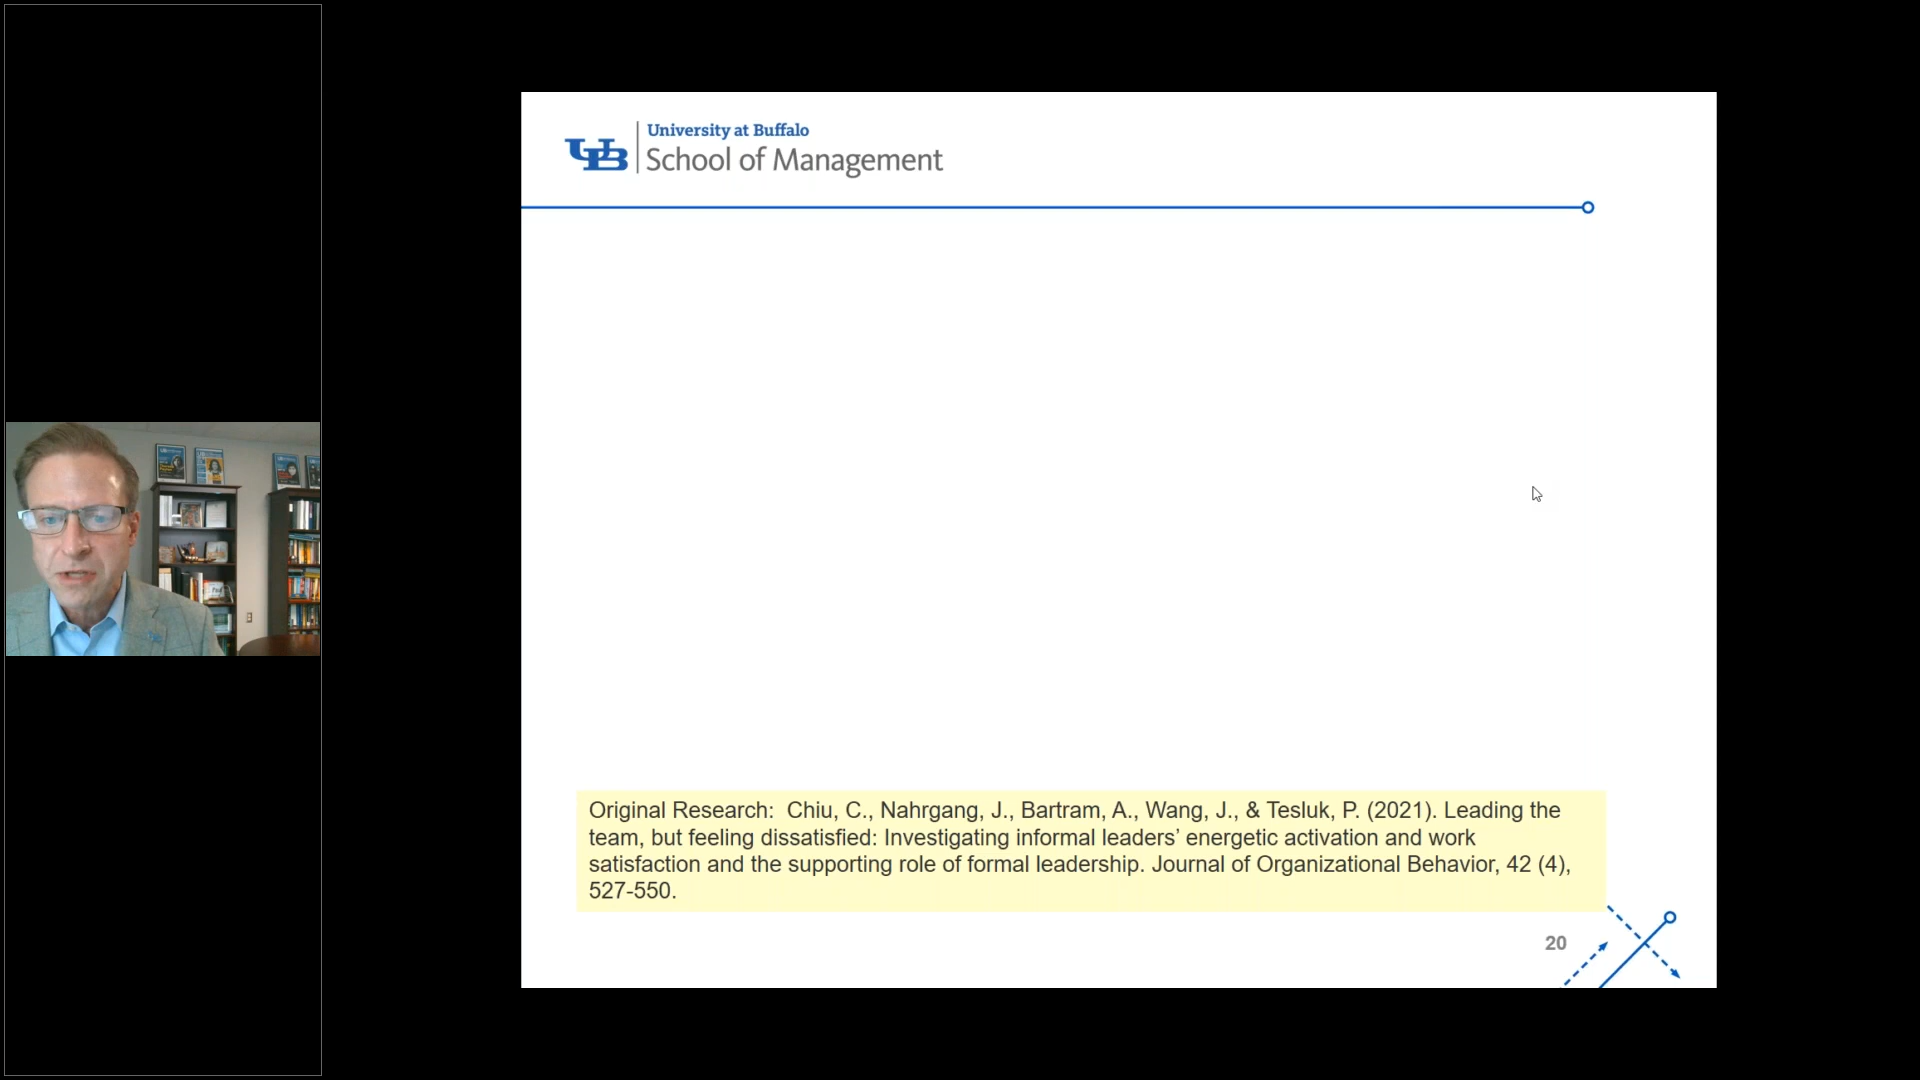 University at Buffalo
UB
School of Management
Original Research:  Chiu, C., Nahrgang, J., Bartram, A., Wang, J., & Tesluk, P. (2021). Leading the
team, but feeling dissatisfied: Investigating informal leaders’ energetic activation and work
satisfaction and the supporting role of formal leadership. Journal of Organizational Behavior, 42 (4),
527-550.
20